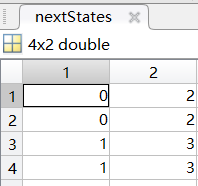 nextStates
4x2 double
1 2
1 0 2
2 0 2
3 1 3
4 1 3